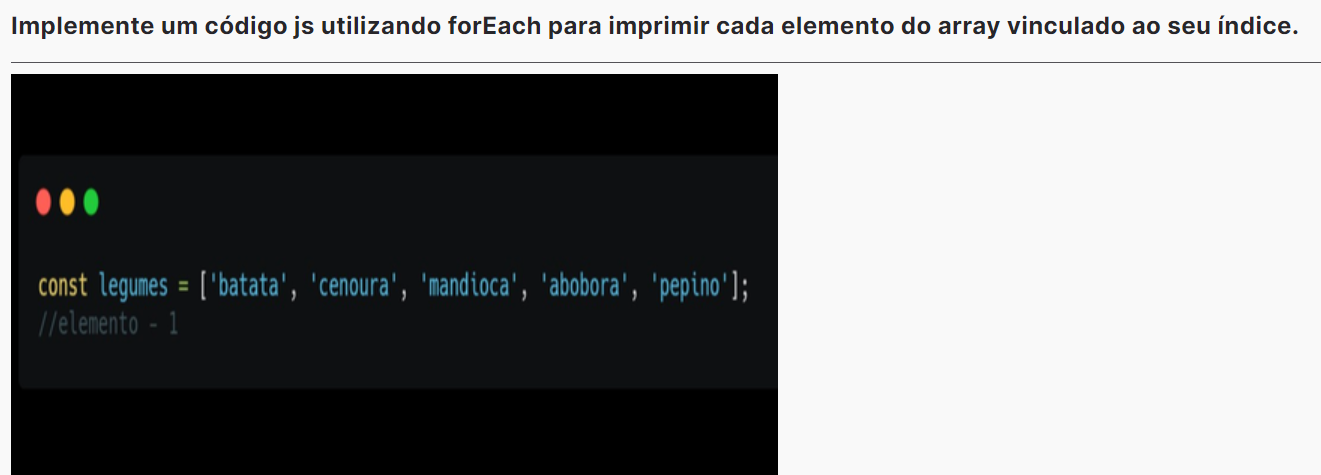 Implemente um código js utilizando forEach para imprimir cada elemento do array vinculado ao seu índice.
const legumes = ['batata', 'cenoura', 'mandioca', 'abobora', 'pepino'];
//elemento - 1